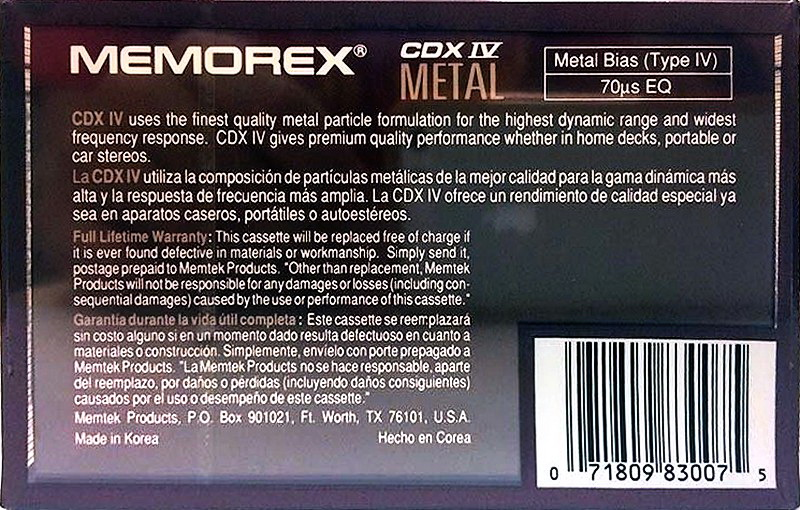 MEMOREX® CDX IV METAL
Metal Bias (Type IV)
70µs EQ
CDX IV uses the finest quality metal particle formulation for the highest dynamic range and widest
frequency response. CDX IV gives premium quality performance whether in home decks, portable or
car stereos.
La CDX IV utiliza la composición de partículas metálicas de la mejor calidad para la gama dinámica más
alta y la respuesta de frecuencia más amplia. La CDX IV ofrece un rendimiento de calidad especial ya
sea en aparatos caseros, portátiles o autoestéreos.
Full Lifetime Warranty: This cassette will be replaced free of charge if
it is ever found defective in materials or workmanship. Simply send it,
postage prepaid to Memtek Products. "Other than replacement, Memtek
Products will not be responsible for any damages or losses (including con-
sequential damages) caused by the use or performance of this cassette."
Garantía durante la vida útil completa: Este cassette se reemplazará
sin costo alguno si en un momento dado resulta defectuoso en cuanto a
materiales o construcción. Simplemente, envíelo con porte prepagado a
Memtek Products. "La Memtek Products no se hace responsable, aparte
del reemplazo, por daños o pérdidas (incluyendo daños consiguientes)
causados por el uso o desempeño de este cassette."
Memtek Products, P.O. Box 901021, Ft. Worth, TX 76101, U.S.A.
Made in Korea Hecho en Corea
0 71809 83007 5